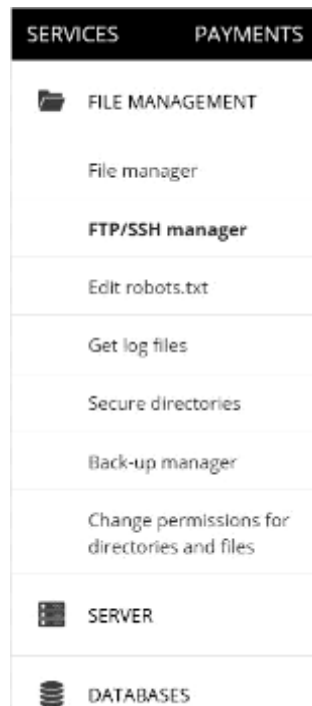 SERVICES PAYMENTS
FILE MANAGEMENT
File manager
FTP/SSH manager
Edit robots.txt
Get log files
Secure directories
Back-up manager
Change permissions for
directories and files
SERVER
DATABASES